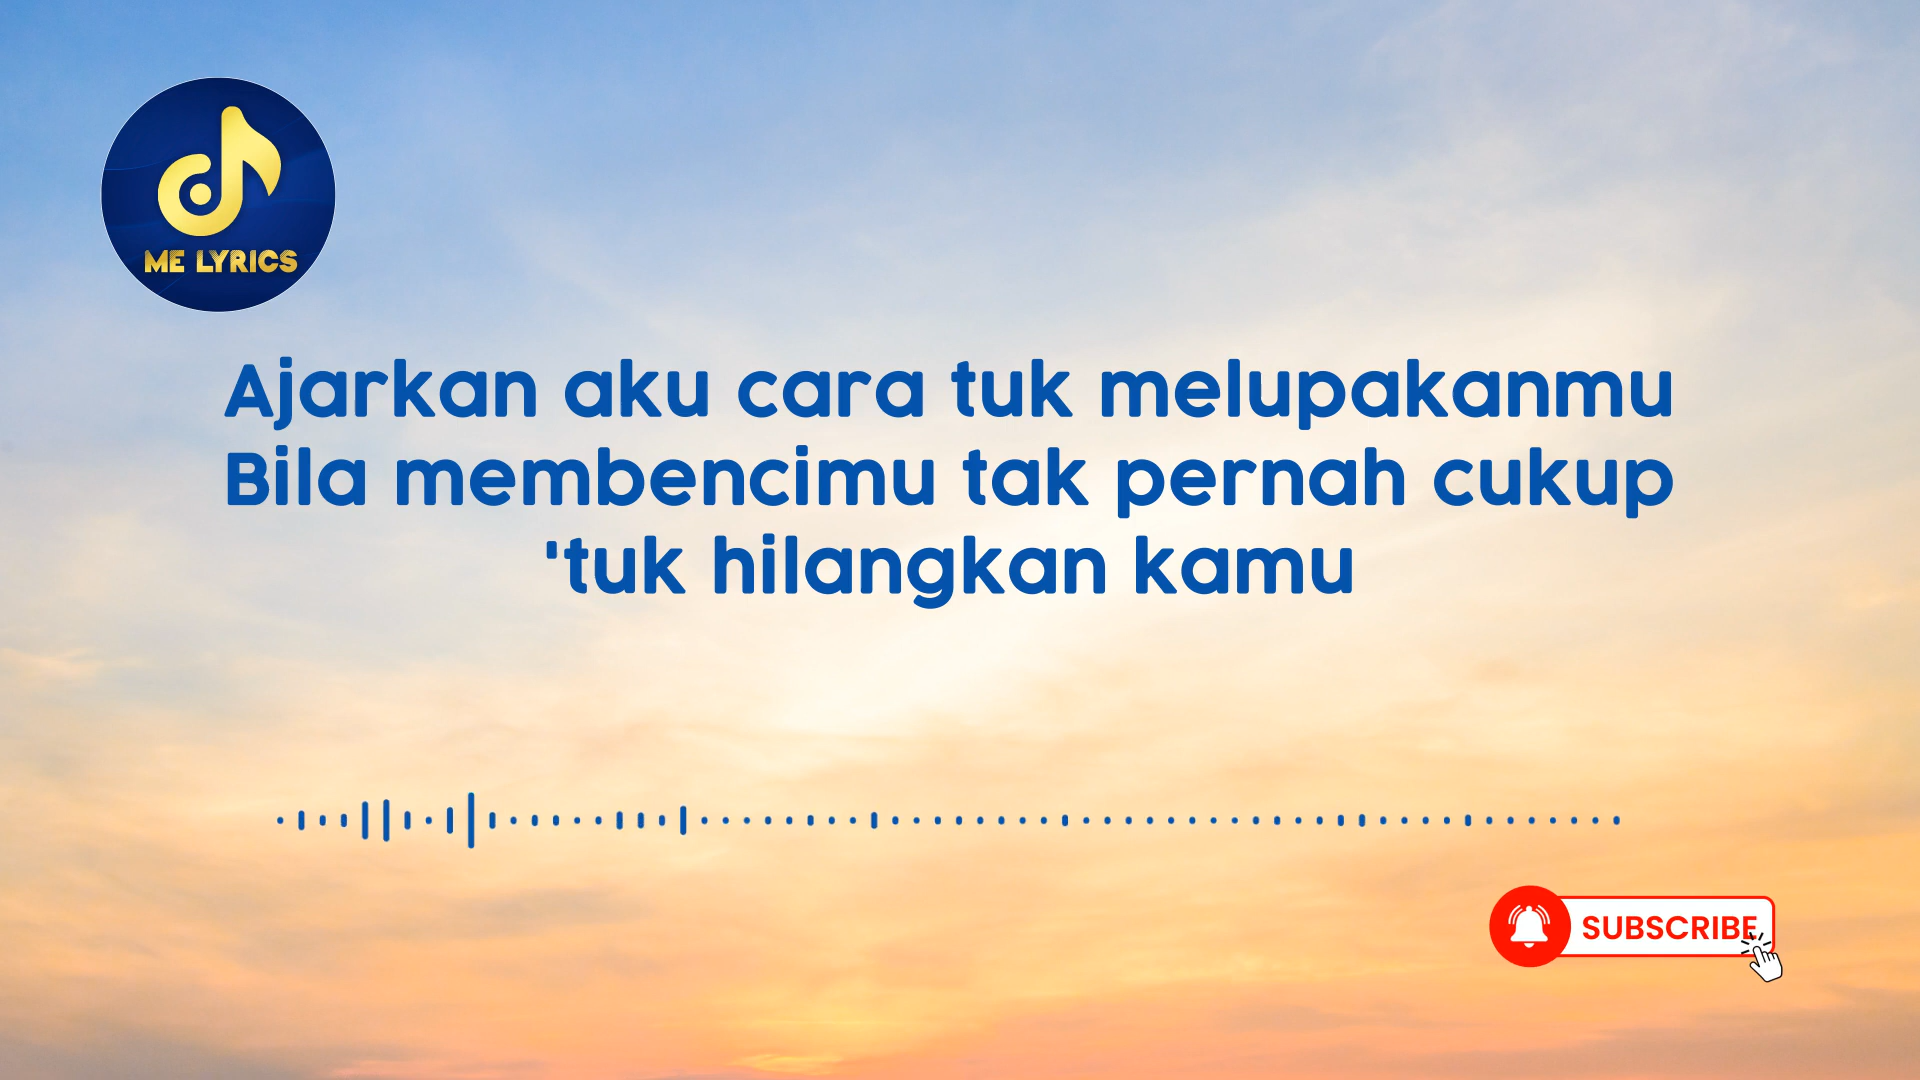 ME LYRICS
Ajarkan aku cara tuk melupakanmu
Bila membencimu tak pernah cukup
'tuk hilangkan kamu
SUBSCRIBE